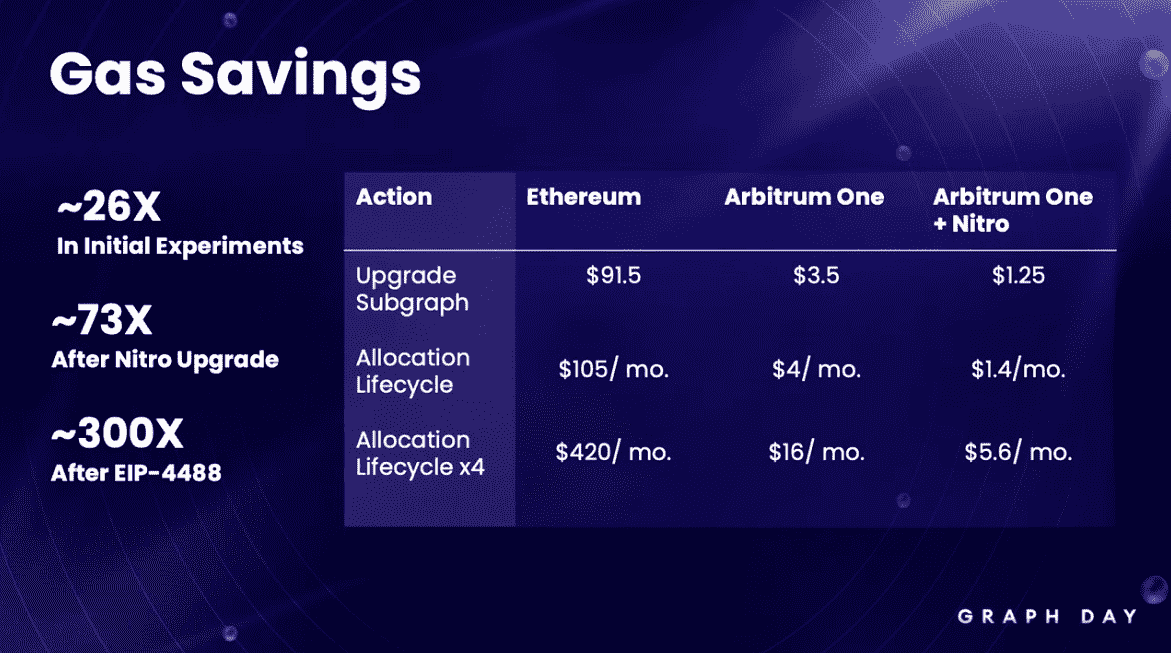 Gas Savings
~26X
In Initial Experiments
~73X
After Nitro Upgrade
~300X
After EIP-4488
Action Ethereum Arbitrum One Arbitrum One
+ Nitro
Upgrade
Subgraph
$91.5 $3.5 $1.25
Allocation
Lifecycle
$105/ mo. $4/ mo. $1.4/mo.
Allocation
Lifecycle x4
$420/ mo. $16/ mo. $5.6/ mo.
GRAPH DAY